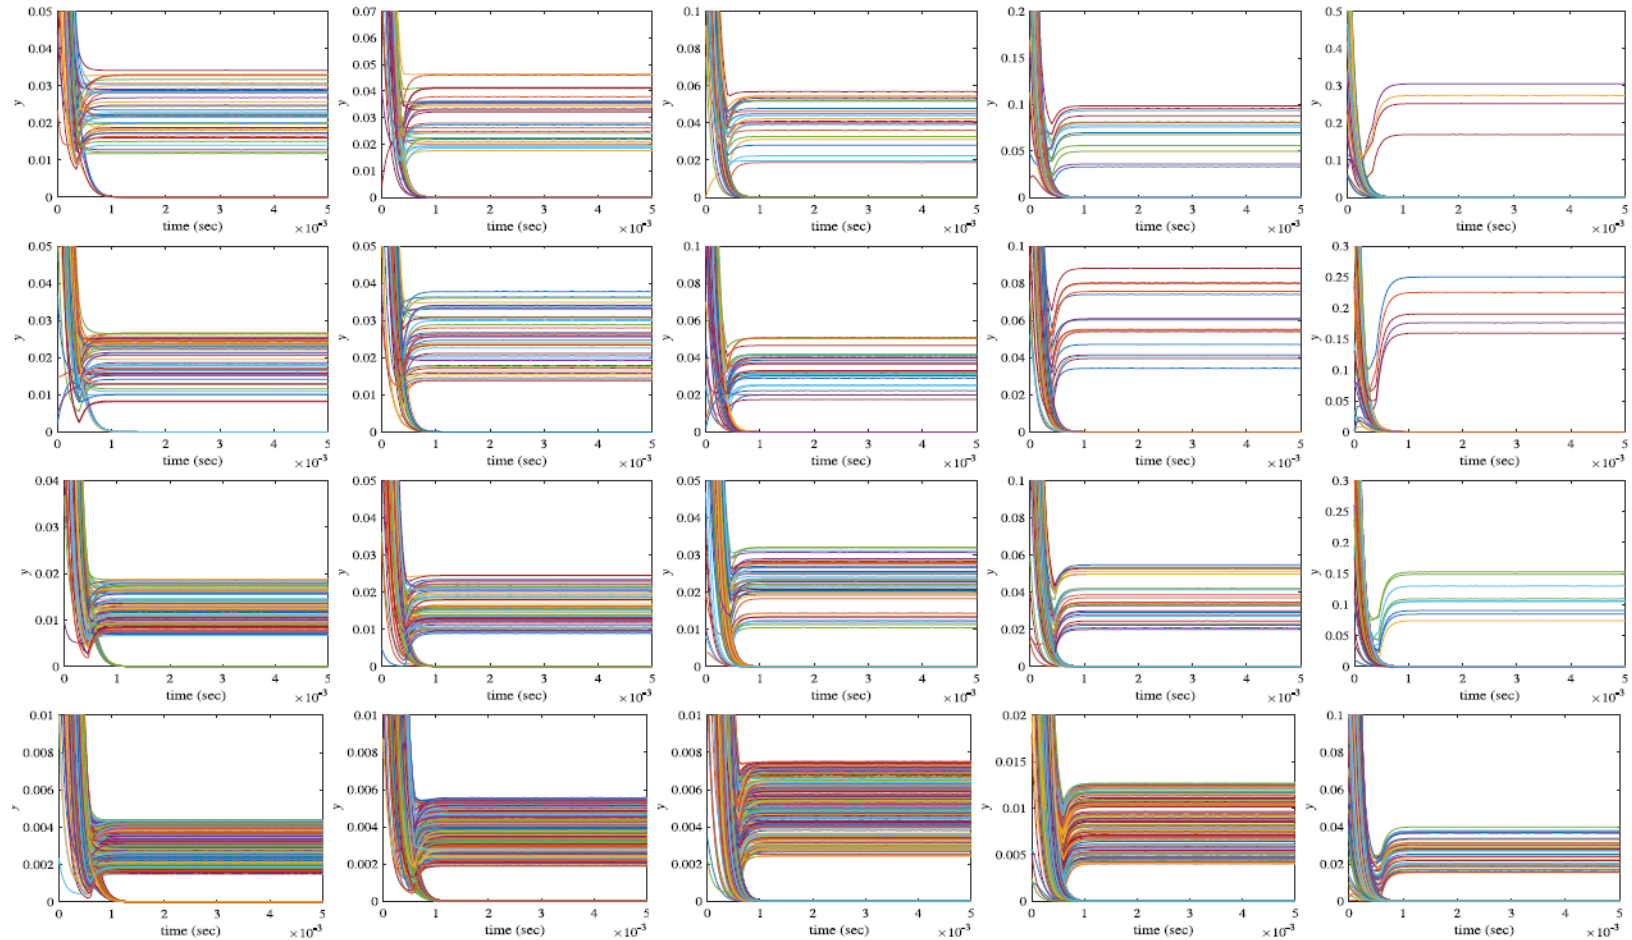 0.05 0.07 0.1 0.2 0.5
0.04 0.06 0.08 0.15 0.4
0.05
0.03 0.04 0.06 0.3
y y y 0.1 y y
0.02 0.03 0.04 0.2
0.02 0.05
0.01 0.02 0.1
0.01
0 0 0 0 0
0 1 2 3 4 5 0 1 2 3 4 5 0 1 2 3 4 5 0 1 2 3 4 5 0 1 2 3 4 5
time (sec) time (sec) time (sec) time (sec) time (sec)
×10⁻³ ×10⁻³ ×10⁻³ ×10⁻³ ×10⁻³
0.05 0.05 0.1 0.1 0.3
0.25
0.04 0.04 0.08 0.08
0.2
0.03 0.03 0.06 0.06
y y y y y 0.15
0.02 0.02 0.04 0.04
0.1
0.01 0.01 0.02 0.02
0.05
0 0 0 0 0
0 1 2 3 4 5 0 1 2 3 4 5 0 1 2 3 4 5 0 1 2 3 4 5 0 1 2 3 4 5
time (sec) time (sec) time (sec) time (sec) time (sec)
×10⁻³ ×10⁻³ ×10⁻³ ×10⁻³ ×10⁻³
0.04 0.05 0.05 0.1 0.3
0.25
0.04 0.04 0.08
0.03
0.2
0.03 0.03 0.06
y 0.02 y y y y 0.15
0.02 0.02 0.04
0.1
0.01
0.01 0.01 0.02
0.05
0 0 0 0 0
0 1 2 3 4 5 0 1 2 3 4 5 0 1 2 3 4 5 0 1 2 3 4 5 0 1 2 3 4 5
time (sec) time (sec) time (sec) time (sec) time (sec)
×10⁻³ ×10⁻³ ×10⁻³ ×10⁻³ ×10⁻³
0.01 0.01 0.01 0.02 0.1
0.008 0.008 0.008 0.08
0.015
0.006 0.006 0.006 0.06
y y y y 0.01 y
0.004 0.004 0.004 0.04
0.005
0.002 0.002 0.002 0.02
0 0 0 0 0
0 1 2 3 4 5 0 1 2 3 4 5 0 1 2 3 4 5 0 1 2 3 4 5 0 1 2 3 4 5
time (sec) time (sec) time (sec) time (sec) time (sec)
×10⁻³ ×10⁻³ ×10⁻³ ×10⁻³ ×10⁻³